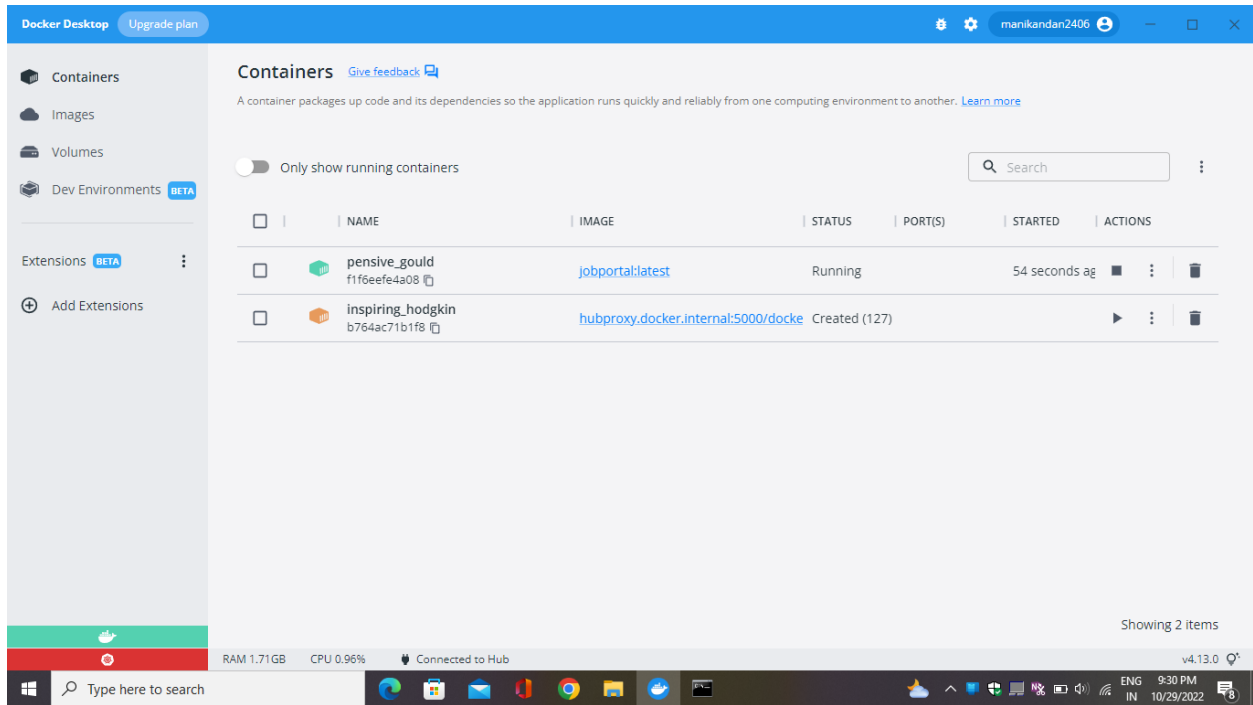 Docker Desktop Upgrade plan manikandan2406
Containers
Images
Volumes
Dev Environments BETA
Extensions BETA
Add Extensions
Containers Give feedback
A container packages up code and its dependencies so the application runs quickly and reliably from one computing environment to another. Learn more
Only show running containers Search
NAME IMAGE STATUS PORT(S) STARTED ACTIONS
pensive_gould
f1f6eefe4a08
jobportal:latest Running 54 seconds ag
inspiring_hodgkin
b764ac71b1f8
hubproxy.docker.internal:5000/docke Created (127)
Showing 2 items
RAM 1.71GB CPU 0.96% Connected to Hub v4.13.0
Type here to search
ENG 9:30 PM
IN 10/29/2022
8